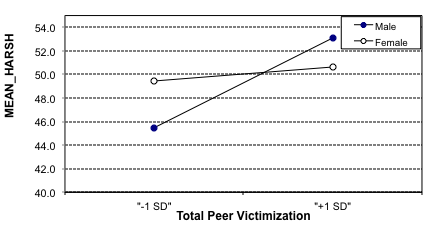 54.0
52.0
50.0
48.0
46.0
44.0
42.0
40.0
MEAN_HARSH
Male
Female
"-1 SD"
"+1 SD"
Total Peer Victimization